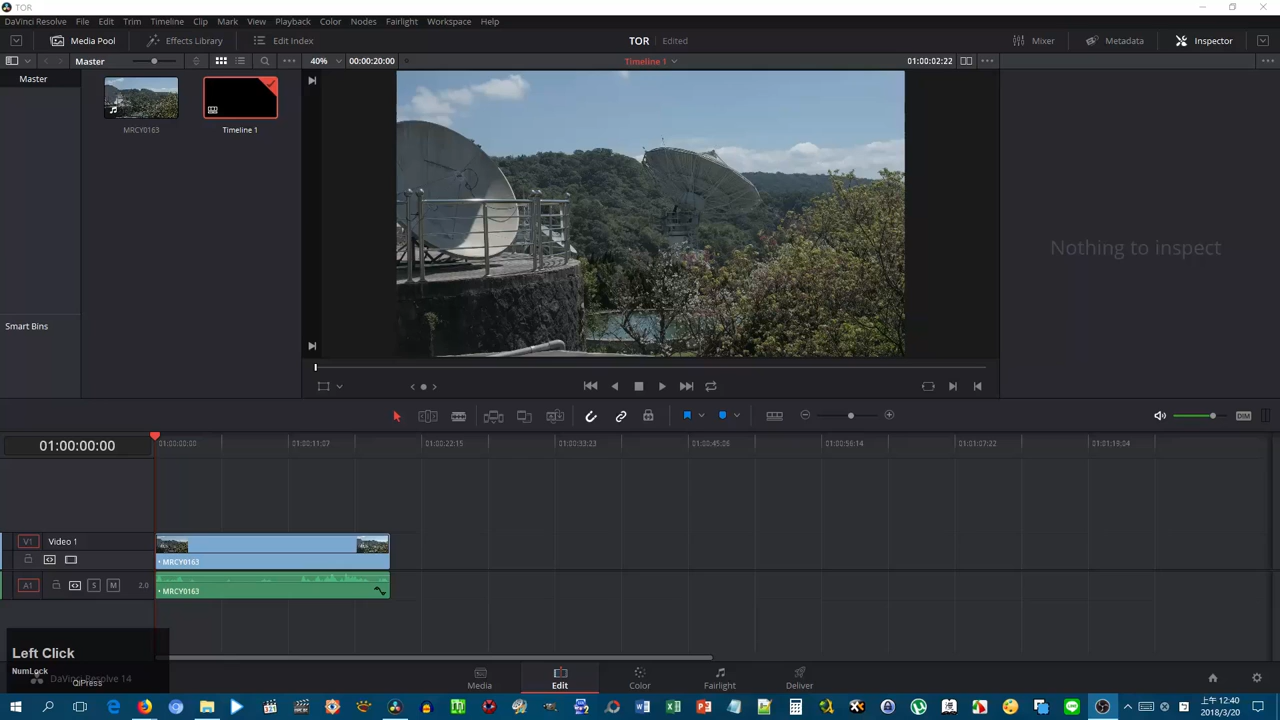 TOR
DaVinci Resolve File Edit Trim Timeline Clip Mark View Playback Color Nodes Fairlight Workspace Help
Media Pool Effects Library Edit Index TOR Edited Mixer Metadata Inspector
Master 40% 00:00:20:00 Timeline 1 01:00:02:22
Master
MRCY0163 Timeline 1
Nothing to inspect
Smart Bins
DIM
01:00:00:00 01:00:00:00 01:00:11:07 01:00:22:15 01:00:33:23 01:00:45:06 01:00:56:14 01:01:07:22 01:01:19:04
V1 Video 1
• MRCY0163
A1 S M 2.0
• MRCY0163
Left Click
NumLock
DaVinci Resolve 14
QiPress
Media Edit Color Fairlight Deliver
上午 12:40
2018/3/20